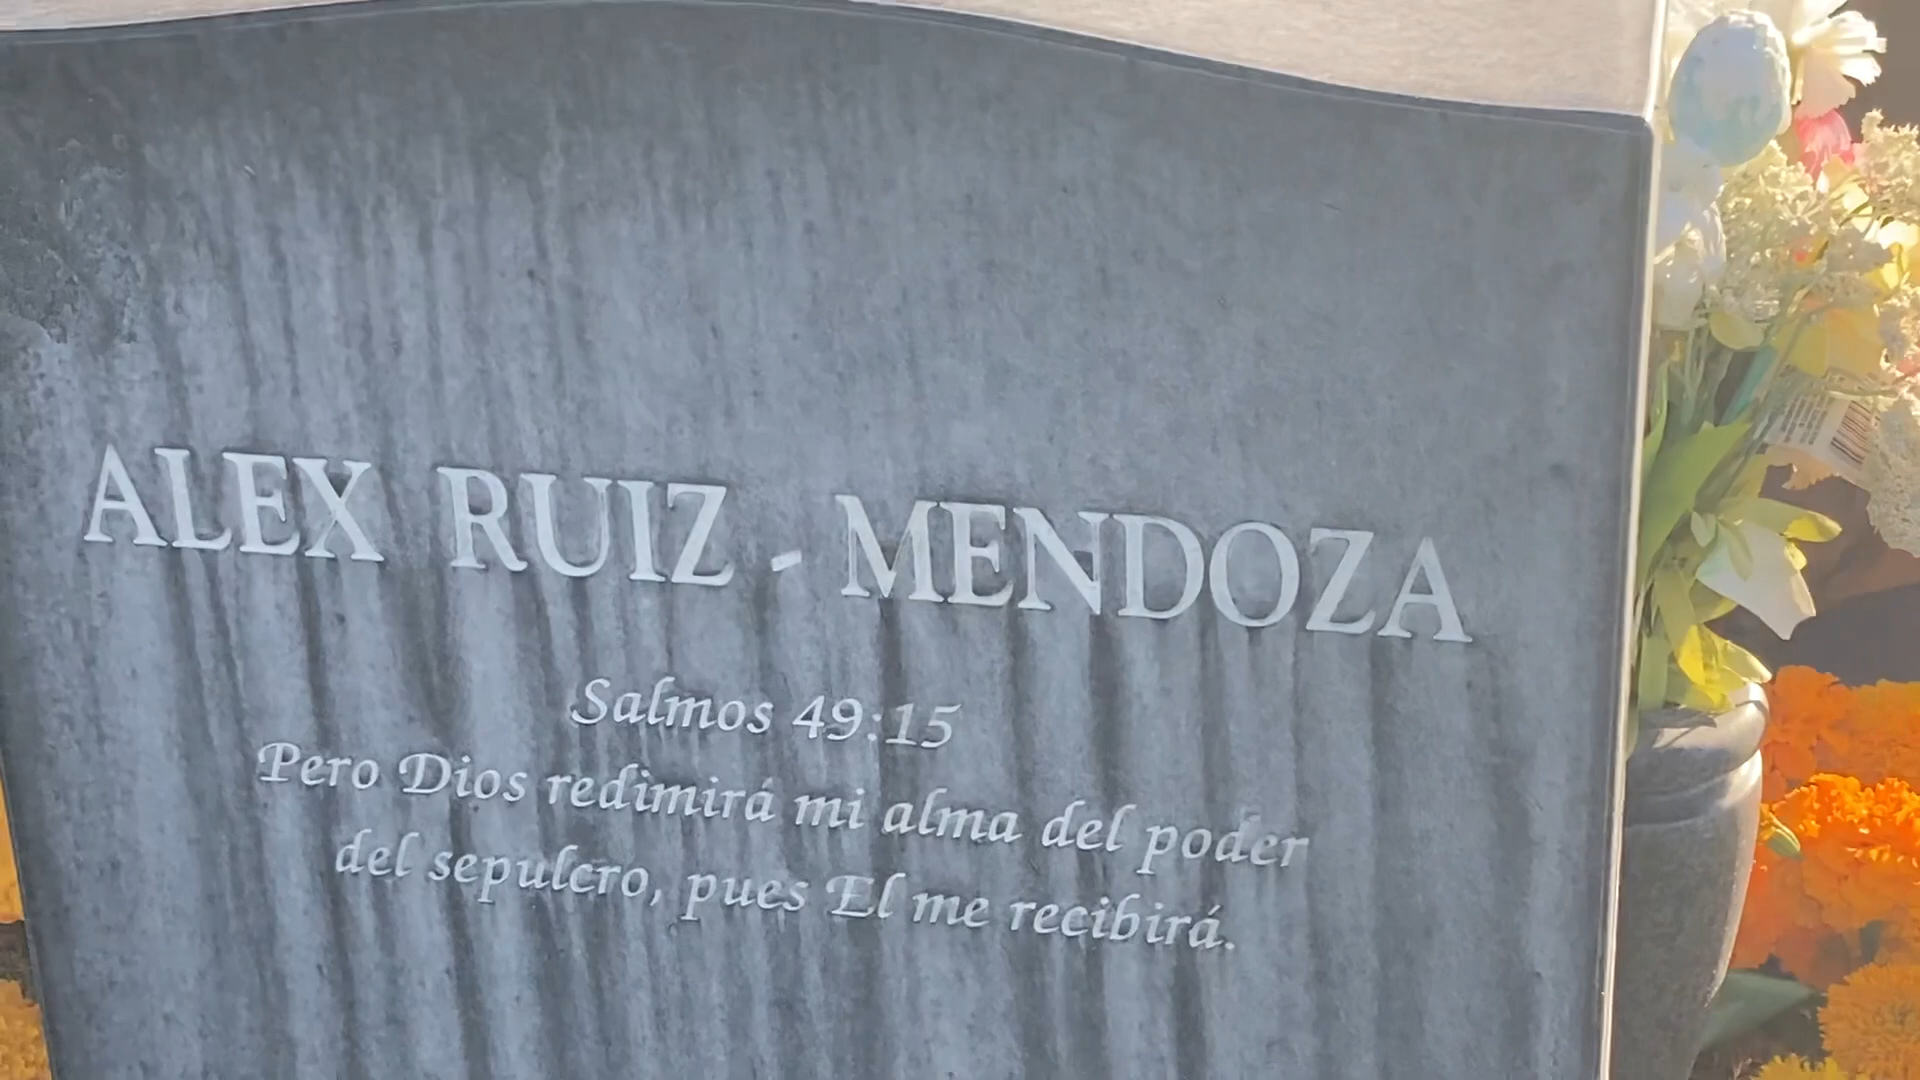 ALEX RUIZ - MENDOZA
Salmos 49:15
Pero Dios redimirá mi alma del poder
del sepulcro, pues El me recibirá.